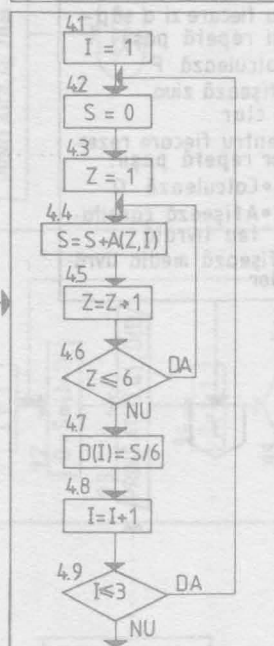 4.1
I = 1
4.2
S = 0
4.3
Z = 1
4.4
S=S+A(Z,I)
4.5
Z=Z+1
4.6
Z≤6
DA
NU
4.7
D(I)=S/6
4.8
I=I+1
4.9
I≤3
DA
NU